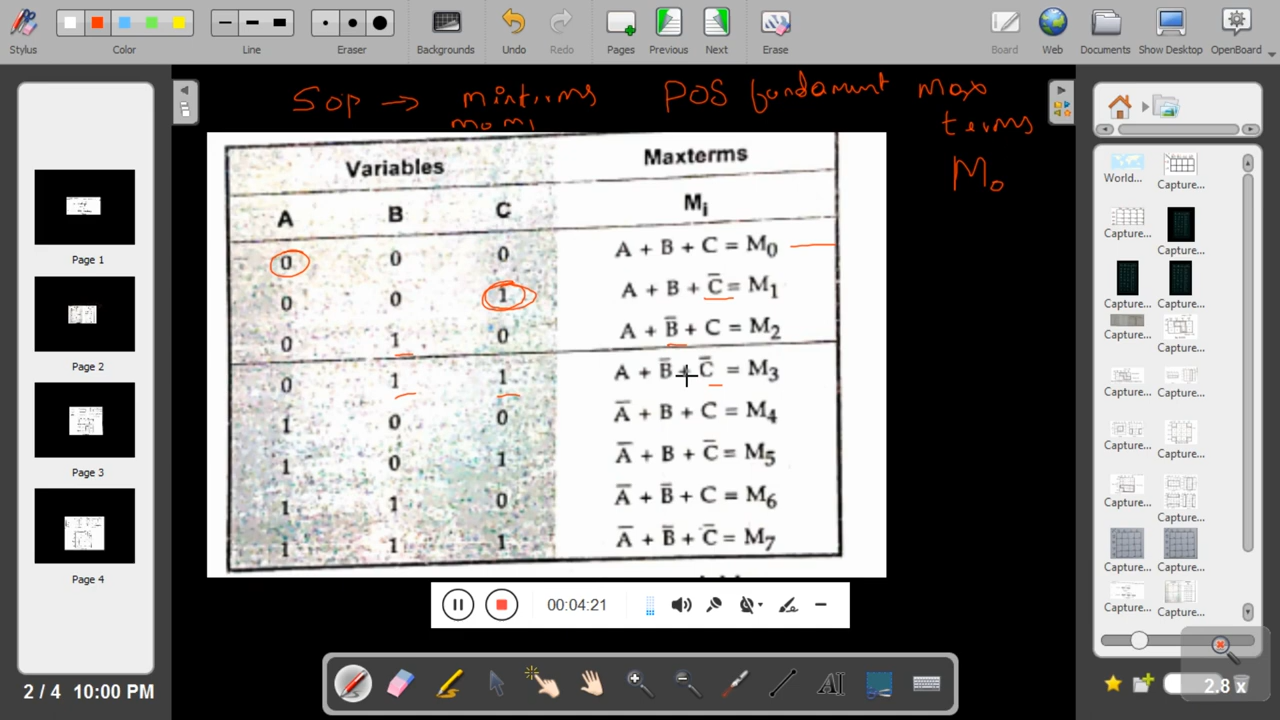 Stylus
Color
Line
Eraser
Backgrounds
Undo
Redo
Pages
Previous
Next
Erase
Board
Web
Documents
Show Desktop
OpenBoard
Sop → minterms
m0 m1
POS fundament max
terms
M0
Variables Maxterms
A B C Mi
0 0 0 A + B + C = M0
0 0 1 A + B + C̅ = M1
0 1 0 A + B̅ + C = M2
0 1 1 A + B̅ + C̅ = M3
1 0 0 A̅ + B + C = M4
1 0 1 A̅ + B + C̅ = M5
1 1 0 A̅ + B̅ + C = M6
1 1 1 A̅ + B̅ + C̅ = M7
00:04:21
Page 1
Page 2
Page 3
Page 4
2 / 4 10:00 PM
World... Capture...
Capture... Capture...
Capture... Capture...
Capture... Capture...
Capture... Capture...
Capture... Capture...
Capture... Capture...
Capture... Capture...
Capture... Capture...
2.8 x